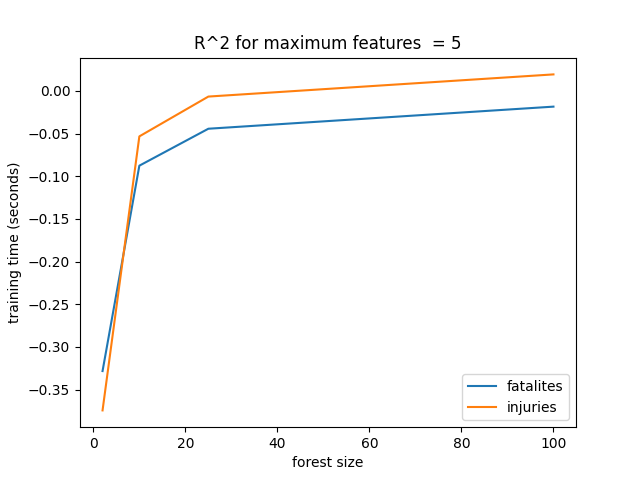 R^2 for maximum features  = 5
training time (seconds)
0.00
−0.05
−0.10
−0.15
−0.20
−0.25
−0.30
−0.35
fatalites
injuries
0
20
40
60
80
100
forest size